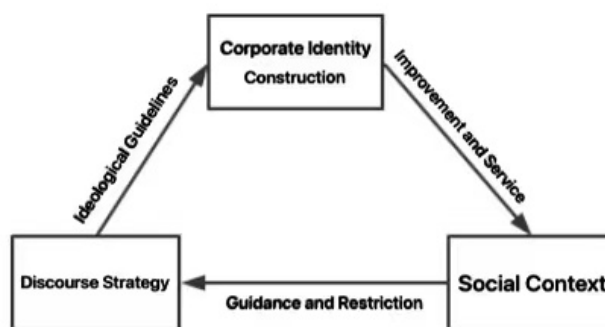 Corporate Identity
Construction
Ideological Guidelines
Improvement and Service
Discourse Strategy
Social Context
Guidance and Restriction